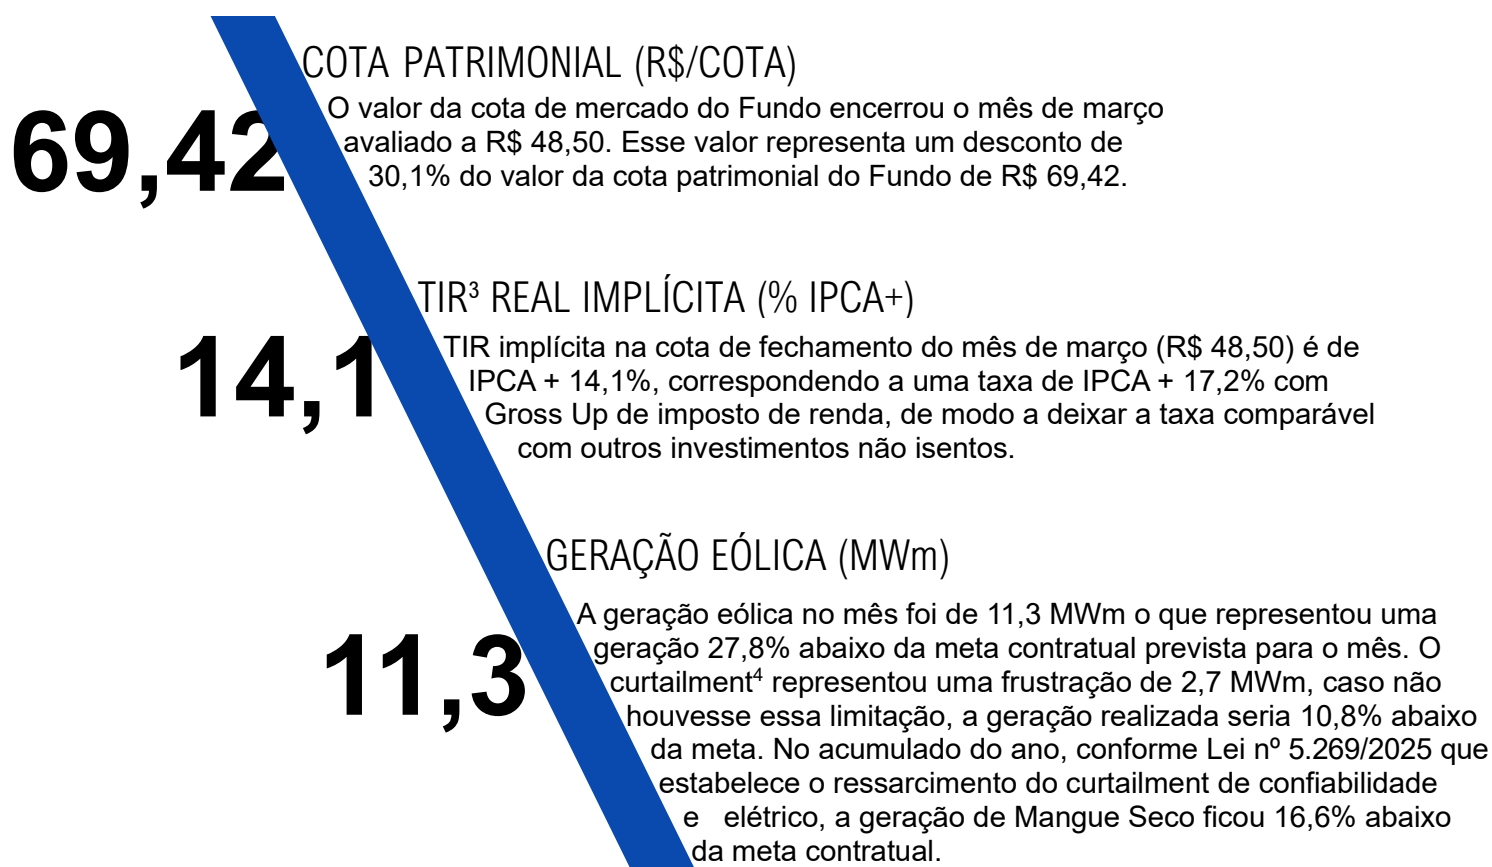 COTA PATRIMONIAL (R$/COTA)
69,42
O valor da cota de mercado do Fundo encerrou o mês de março
avaliado a R$ 48,50. Esse valor representa um desconto de
30,1% do valor da cota patrimonial do Fundo de R$ 69,42.
TIR³ REAL IMPLÍCITA (% IPCA+)
14,1
TIR implícita na cota de fechamento do mês de março (R$ 48,50) é de
IPCA + 14,1%, correspondendo a uma taxa de IPCA + 17,2% com
Gross Up de imposto de renda, de modo a deixar a taxa comparável
com outros investimentos não isentos.
GERAÇÃO EÓLICA (MWm)
11,3
A geração eólica no mês foi de 11,3 MWm o que representou uma
geração 27,8% abaixo da meta contratual prevista para o mês. O
curtailment⁴ representou uma frustração de 2,7 MWm, caso não
houvesse essa limitação, a geração realizada seria 10,8% abaixo
da meta. No acumulado do ano, conforme Lei nº 5.269/2025 que
estabelece o ressarcimento do curtailment de confiabilidade
e elétrico, a geração de Mangue Seco ficou 16,6% abaixo
da meta contratual.